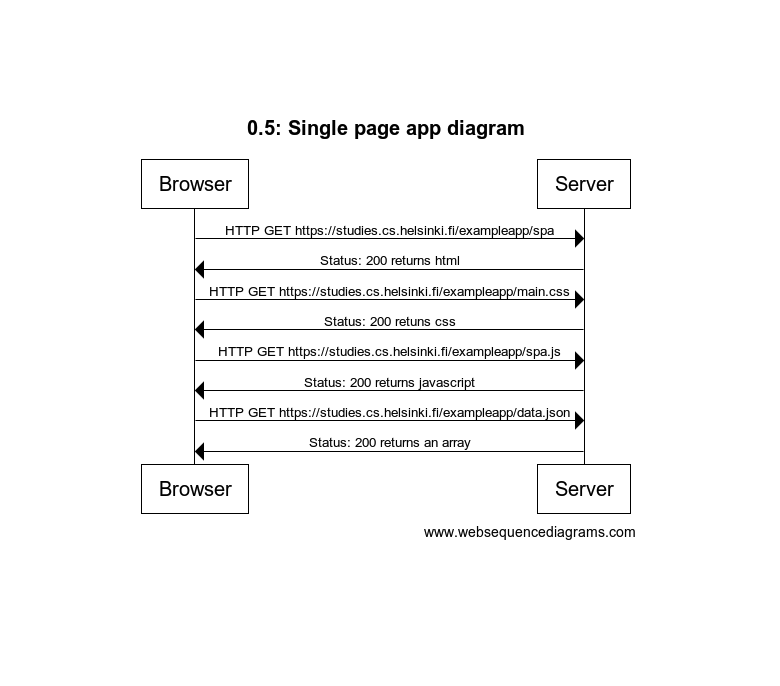 0.5: Single page app diagram
Browser
Server
HTTP GET https://studies.cs.helsinki.fi/exampleapp/spa
Status: 200 returns html
HTTP GET https://studies.cs.helsinki.fi/exampleapp/main.css
Status: 200 retuns css
HTTP GET https://studies.cs.helsinki.fi/exampleapp/spa.js
Status: 200 returns javascript
HTTP GET https://studies.cs.helsinki.fi/exampleapp/data.json
Status: 200 returns an array
Browser
Server
www.websequencediagrams.com